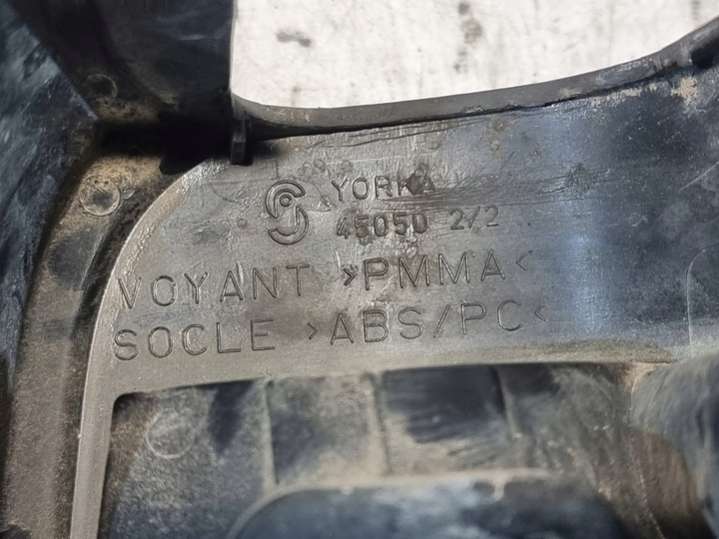 YORKA
45050 2/2
VOYANT >PMMA<
SOCLE >ABS/PC<